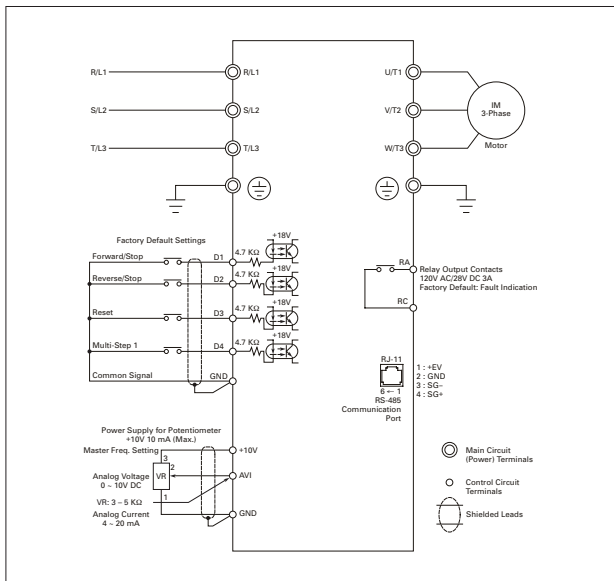 R/L1 R/L1 U/T1
IM
3-Phase
S/L2 S/L2 V/T2
T/L3 T/L3 W/T3
Motor
Factory Default Settings
+18V
Forward/Stop D1 4.7 KΩ
+18V
Reverse/Stop D2 4.7 KΩ
+18V
Reset D3 4.7 KΩ
+18V
Multi-Step 1 D4 4.7 KΩ
Common Signal GND
RA
Relay Output Contacts
120V AC/28V DC 3A
Factory Default: Fault Indication
RC
RJ-11
6 ← 1
RS-485
Communication
Port
1 : +EV
2 : GND
3 : SG–
4 : SG+
Power Supply for Potentiometer
+10V 10 mA (Max.)
Master Freq. Setting
+10V
3
2
VR
1
Analog Voltage
0 ~ 10V DC
AVI
VR: 3 – 5 KΩ
Analog Current
4 ~ 20 mA
GND
Main Circuit
(Power) Terminals
Control Circuit
Terminals
Shielded Leads